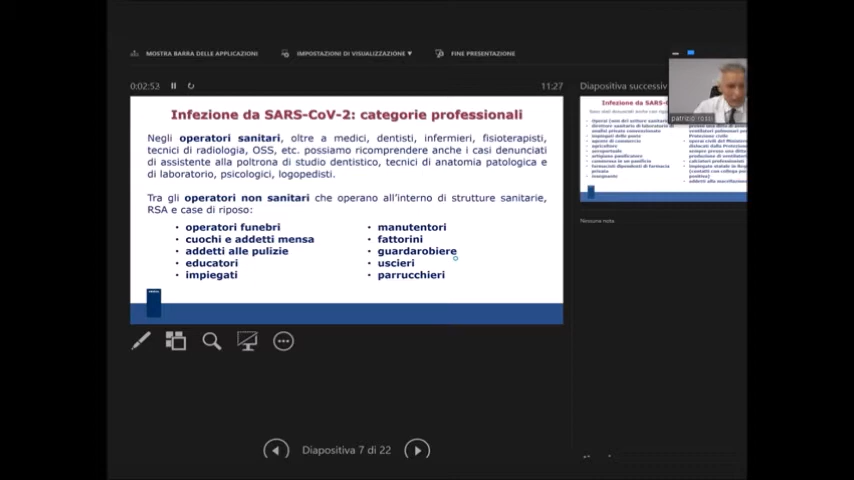 MOSTRA BARRA DELLE APPLICAZIONI
IMPOSTAZIONI DI VISUALIZZAZIONE ▼
FINE PRESENTAZIONE
0:02:53
11:27
Diapositiva successiv
Infezione da SARS-CoV-2: categorie professionali
Negli operatori sanitari, oltre a medici, dentisti, infermieri, fisioterapisti,
tecnici di radiologia, OSS, etc. possiamo ricomprendere anche i casi denunciati
di assistente alla poltrona di studio dentistico, tecnici di anatomia patologica e
di laboratorio, psicologici, logopedisti.
Tra gli operatori non sanitari che operano all'interno di strutture sanitarie,
RSA e case di riposo:
• operatori funebri
• cuochi e addetti mensa
• addetti alle pulizie
• educatori
• impiegati
• manutentori
• fattorini
• guardarobiere
• uscieri
• parrucchieri
patrizio rossi
Infezione da SARS-
Nessuna nota
Diapositiva 7 di 22